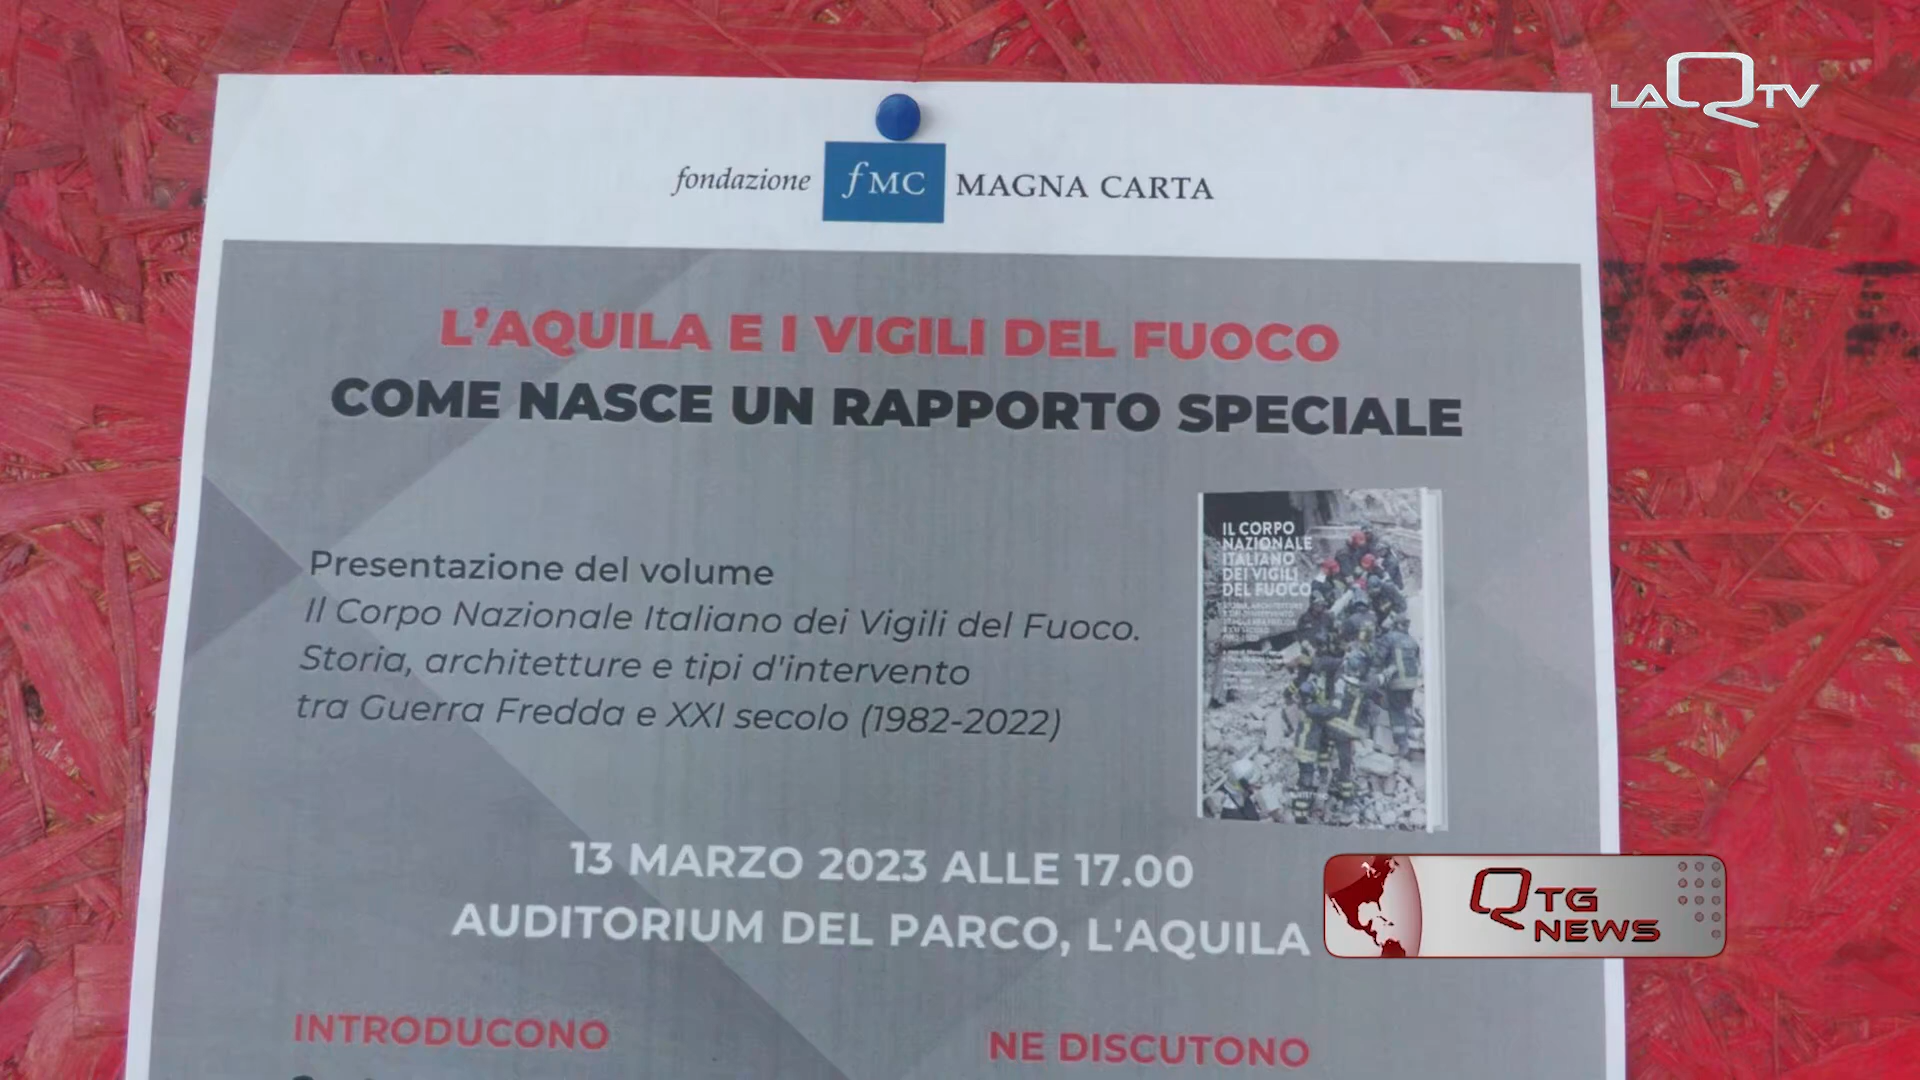 LAQTV
fondazione fMC MAGNA CARTA
L'AQUILA E I VIGILI DEL FUOCO
COME NASCE UN RAPPORTO SPECIALE
Presentazione del volume
Il Corpo Nazionale Italiano dei Vigili del Fuoco.
Storia, architetture e tipi d'intervento
tra Guerra Fredda e XXI secolo (1982-2022)
IL CORPO
NAZIONALE
ITALIANO
DEI VIGILI
DEL FUOCO
13 MARZO 2023 ALLE 17.00
AUDITORIUM DEL PARCO, L'AQUILA
QTG
NEWS
INTRODUCONO
NE DISCUTONO